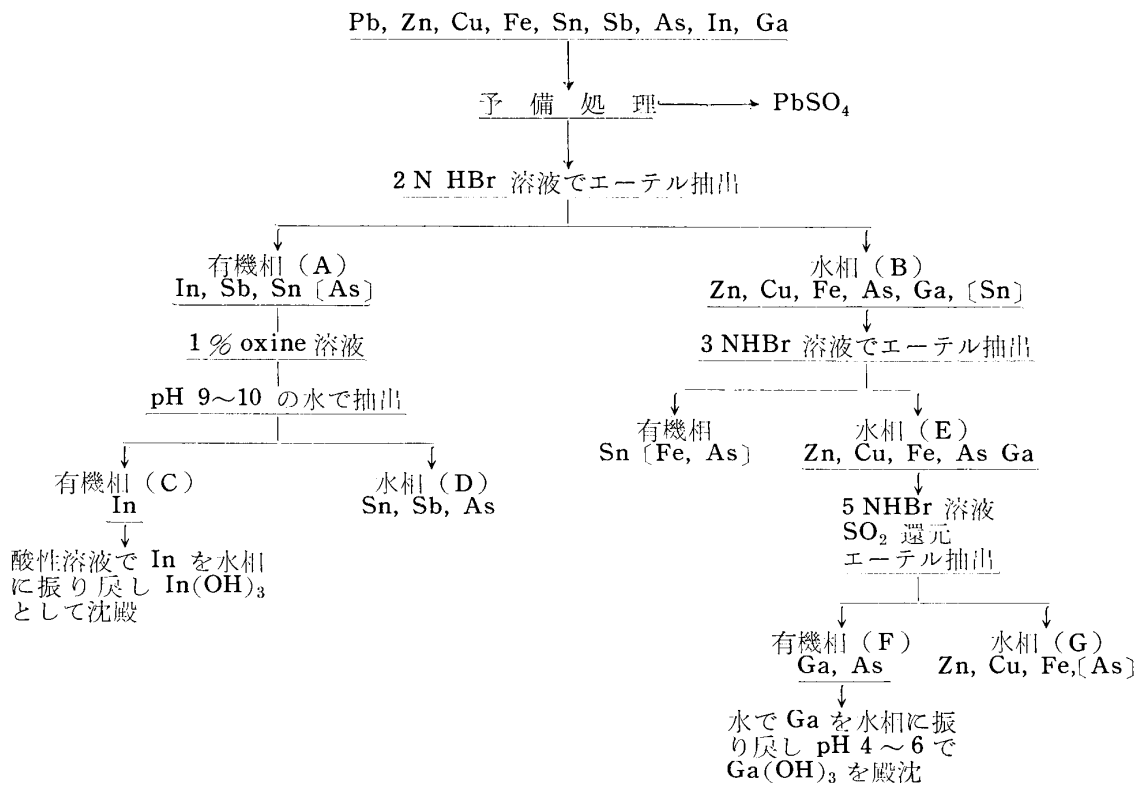 Pb, Zn, Cu, Fe, Sn, Sb, As, In, Ga
予備処理 PbSO₄
2 N HBr 溶液でエーテル抽出
有機相(A)
In, Sb, Sn〔As〕
1% oxine 溶液
pH 9~10 の水で抽出
有機相(C)
In
酸性溶液で In を水相
に振り戻し In(OH)₃
として沈殿
水相(D)
Sn, Sb, As
水相(B)
Zn, Cu, Fe, As, Ga,〔Sn〕
3 NHBr 溶液でエーテル抽出
有機相
Sn〔Fe, As〕
水相(E)
Zn, Cu, Fe, As Ga
5 NHBr 溶液
SO₂ 還元
エーテル抽出
有機相(F)
Ga, As
水で Ga を水相に振
り戻し pH 4~6 で
Ga(OH)₃ を殿沈
水相(G)
Zn, Cu, Fe,〔As〕